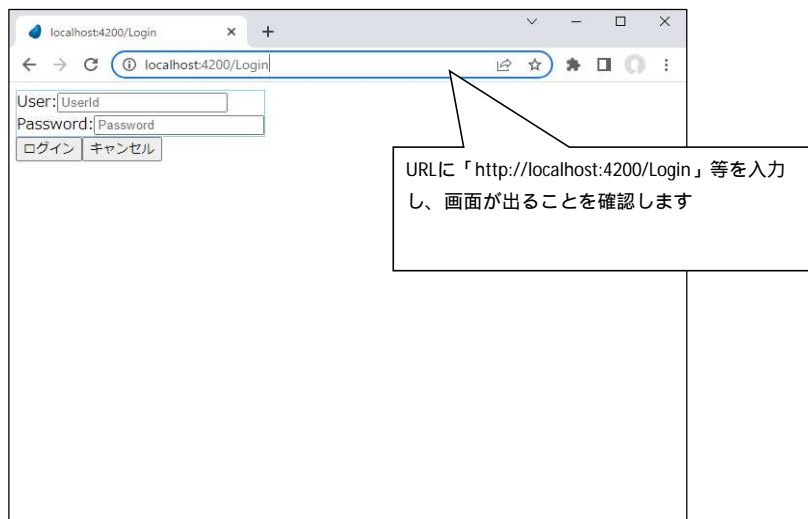 localhost:4200/Login
localhost:4200/Login
User:UserId
Password:Password
ログイン キャンセル
URLに「http://localhost:4200/Login」等を入力
し、画面が出ることを確認します